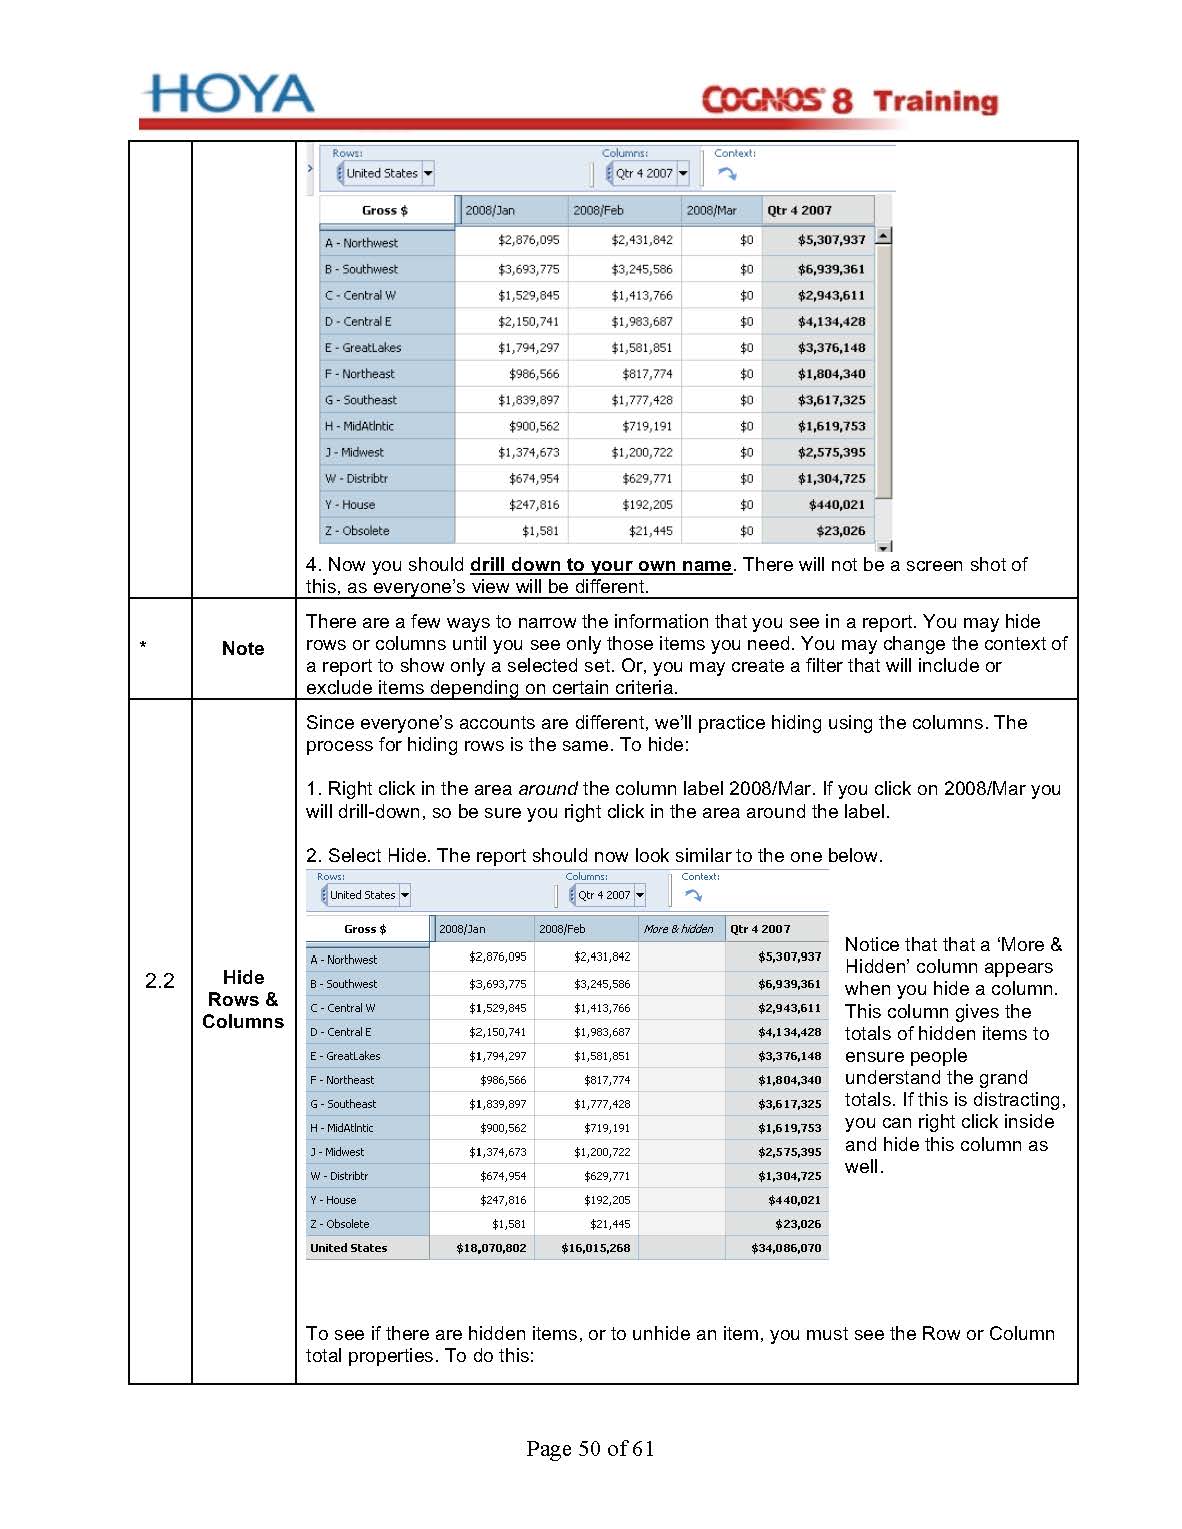 HOYA COGNOS 8 Training
Rows: Columns: Context:
United States Qtr 4 2007
Gross $ 2008/Jan 2008/Feb 2008/Mar Qtr 4 2007
A - Northwest $2,876,095 $2,431,842 $0 $5,307,937
B - Southwest $3,693,775 $3,245,586 $0 $6,939,361
C - Central W $1,529,845 $1,413,766 $0 $2,943,611
D - Central E $2,150,741 $1,983,687 $0 $4,134,428
E - GreatLakes $1,794,297 $1,581,851 $0 $3,376,148
F - Northeast $986,566 $817,774 $0 $1,804,340
G - Southeast $1,839,897 $1,777,428 $0 $3,617,325
H - MidAtlntic $900,562 $719,191 $0 $1,619,753
J - Midwest $1,374,673 $1,200,722 $0 $2,575,395
W - Distribtr $674,954 $629,771 $0 $1,304,725
Y - House $247,816 $192,205 $0 $440,021
Z - Obsolete $1,581 $21,445 $0 $23,026
4. Now you should drill down to your own name. There will not be a screen shot of
this, as everyone's view will be different.
* Note
There are a few ways to narrow the information that you see in a report. You may hide
rows or columns until you see only those items you need. You may change the context of
a report to show only a selected set. Or, you may create a filter that will include or
exclude items depending on certain criteria.
2.2 Hide
Rows &
Columns
Since everyone's accounts are different, we'll practice hiding using the columns. The
process for hiding rows is the same. To hide:
1. Right click in the area around the column label 2008/Mar. If you click on 2008/Mar you
will drill-down, so be sure you right click in the area around the label.
2. Select Hide. The report should now look similar to the one below.
Rows: Columns: Context:
United States Qtr 4 2007
Gross $ 2008/Jan 2008/Feb More & hidden Qtr 4 2007
A - Northwest $2,876,095 $2,431,842 $5,307,937
B - Southwest $3,693,775 $3,245,586 $6,939,361
C - Central W $1,529,845 $1,413,766 $2,943,611
D - Central E $2,150,741 $1,983,687 $4,134,428
E - GreatLakes $1,794,297 $1,581,851 $3,376,148
F - Northeast $986,566 $817,774 $1,804,340
G - Southeast $1,839,897 $1,777,428 $3,617,325
H - MidAtlntic $900,562 $719,191 $1,619,753
J - Midwest $1,374,673 $1,200,722 $2,575,395
W - Distribtr $674,954 $629,771 $1,304,725
Y - House $247,816 $192,205 $440,021
Z - Obsolete $1,581 $21,445 $23,026
United States $18,070,802 $16,015,268 $34,086,070
Notice that that a ‘More &
Hidden’ column appears
when you hide a column.
This column gives the
totals of hidden items to
ensure people
understand the grand
totals. If this is distracting,
you can right click inside
and hide this column as
well.
To see if there are hidden items, or to unhide an item, you must see the Row or Column
total properties. To do this:
Page 50 of 61